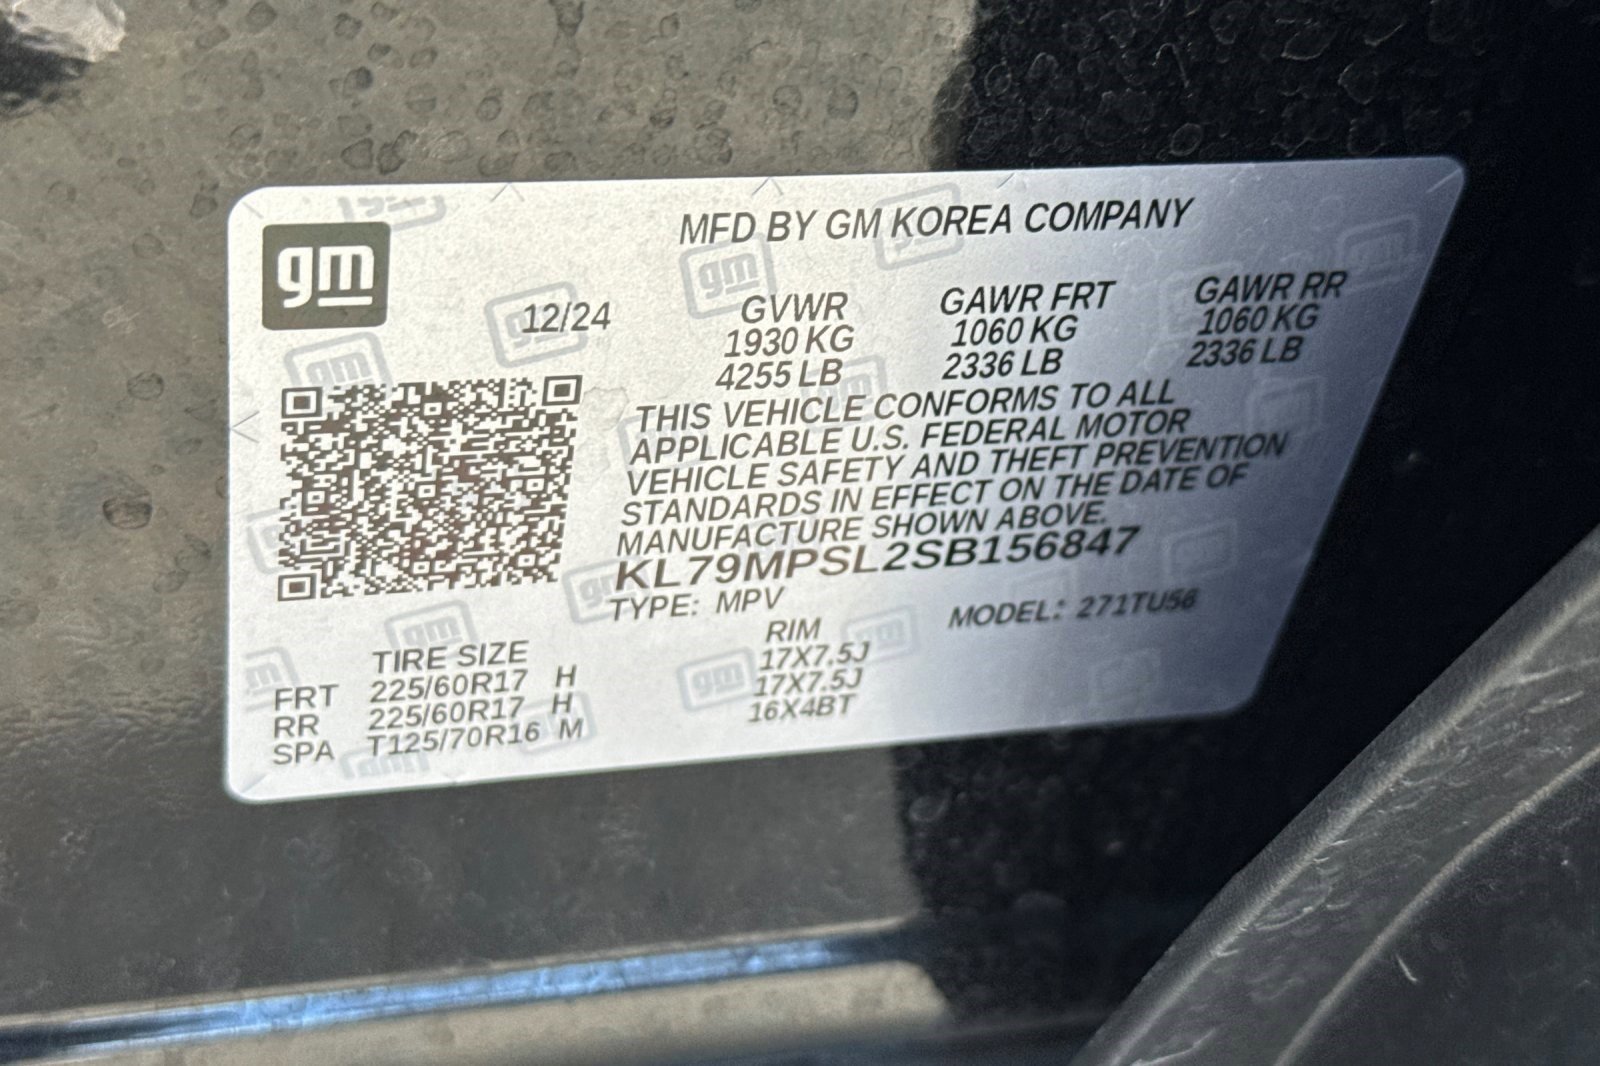 gm
MFD BY GM KOREA COMPANY
12/24
GVWR GAWR FRT GAWR RR
1930 KG 1060 KG 1060 KG
4255 LB 2336 LB 2336 LB
THIS VEHICLE CONFORMS TO ALL
APPLICABLE U.S. FEDERAL MOTOR
VEHICLE SAFETY AND THEFT PREVENTION
STANDARDS IN EFFECT ON THE DATE OF
MANUFACTURE SHOWN ABOVE.
KL79MPSL2SB156847
TYPE: MPV MODEL: 271TU56
TIRE SIZE RIM
FRT 225/60R17 H 17X7.5J
RR 225/60R17 H 17X7.5J
SPA T125/70R16 M 16X4BT